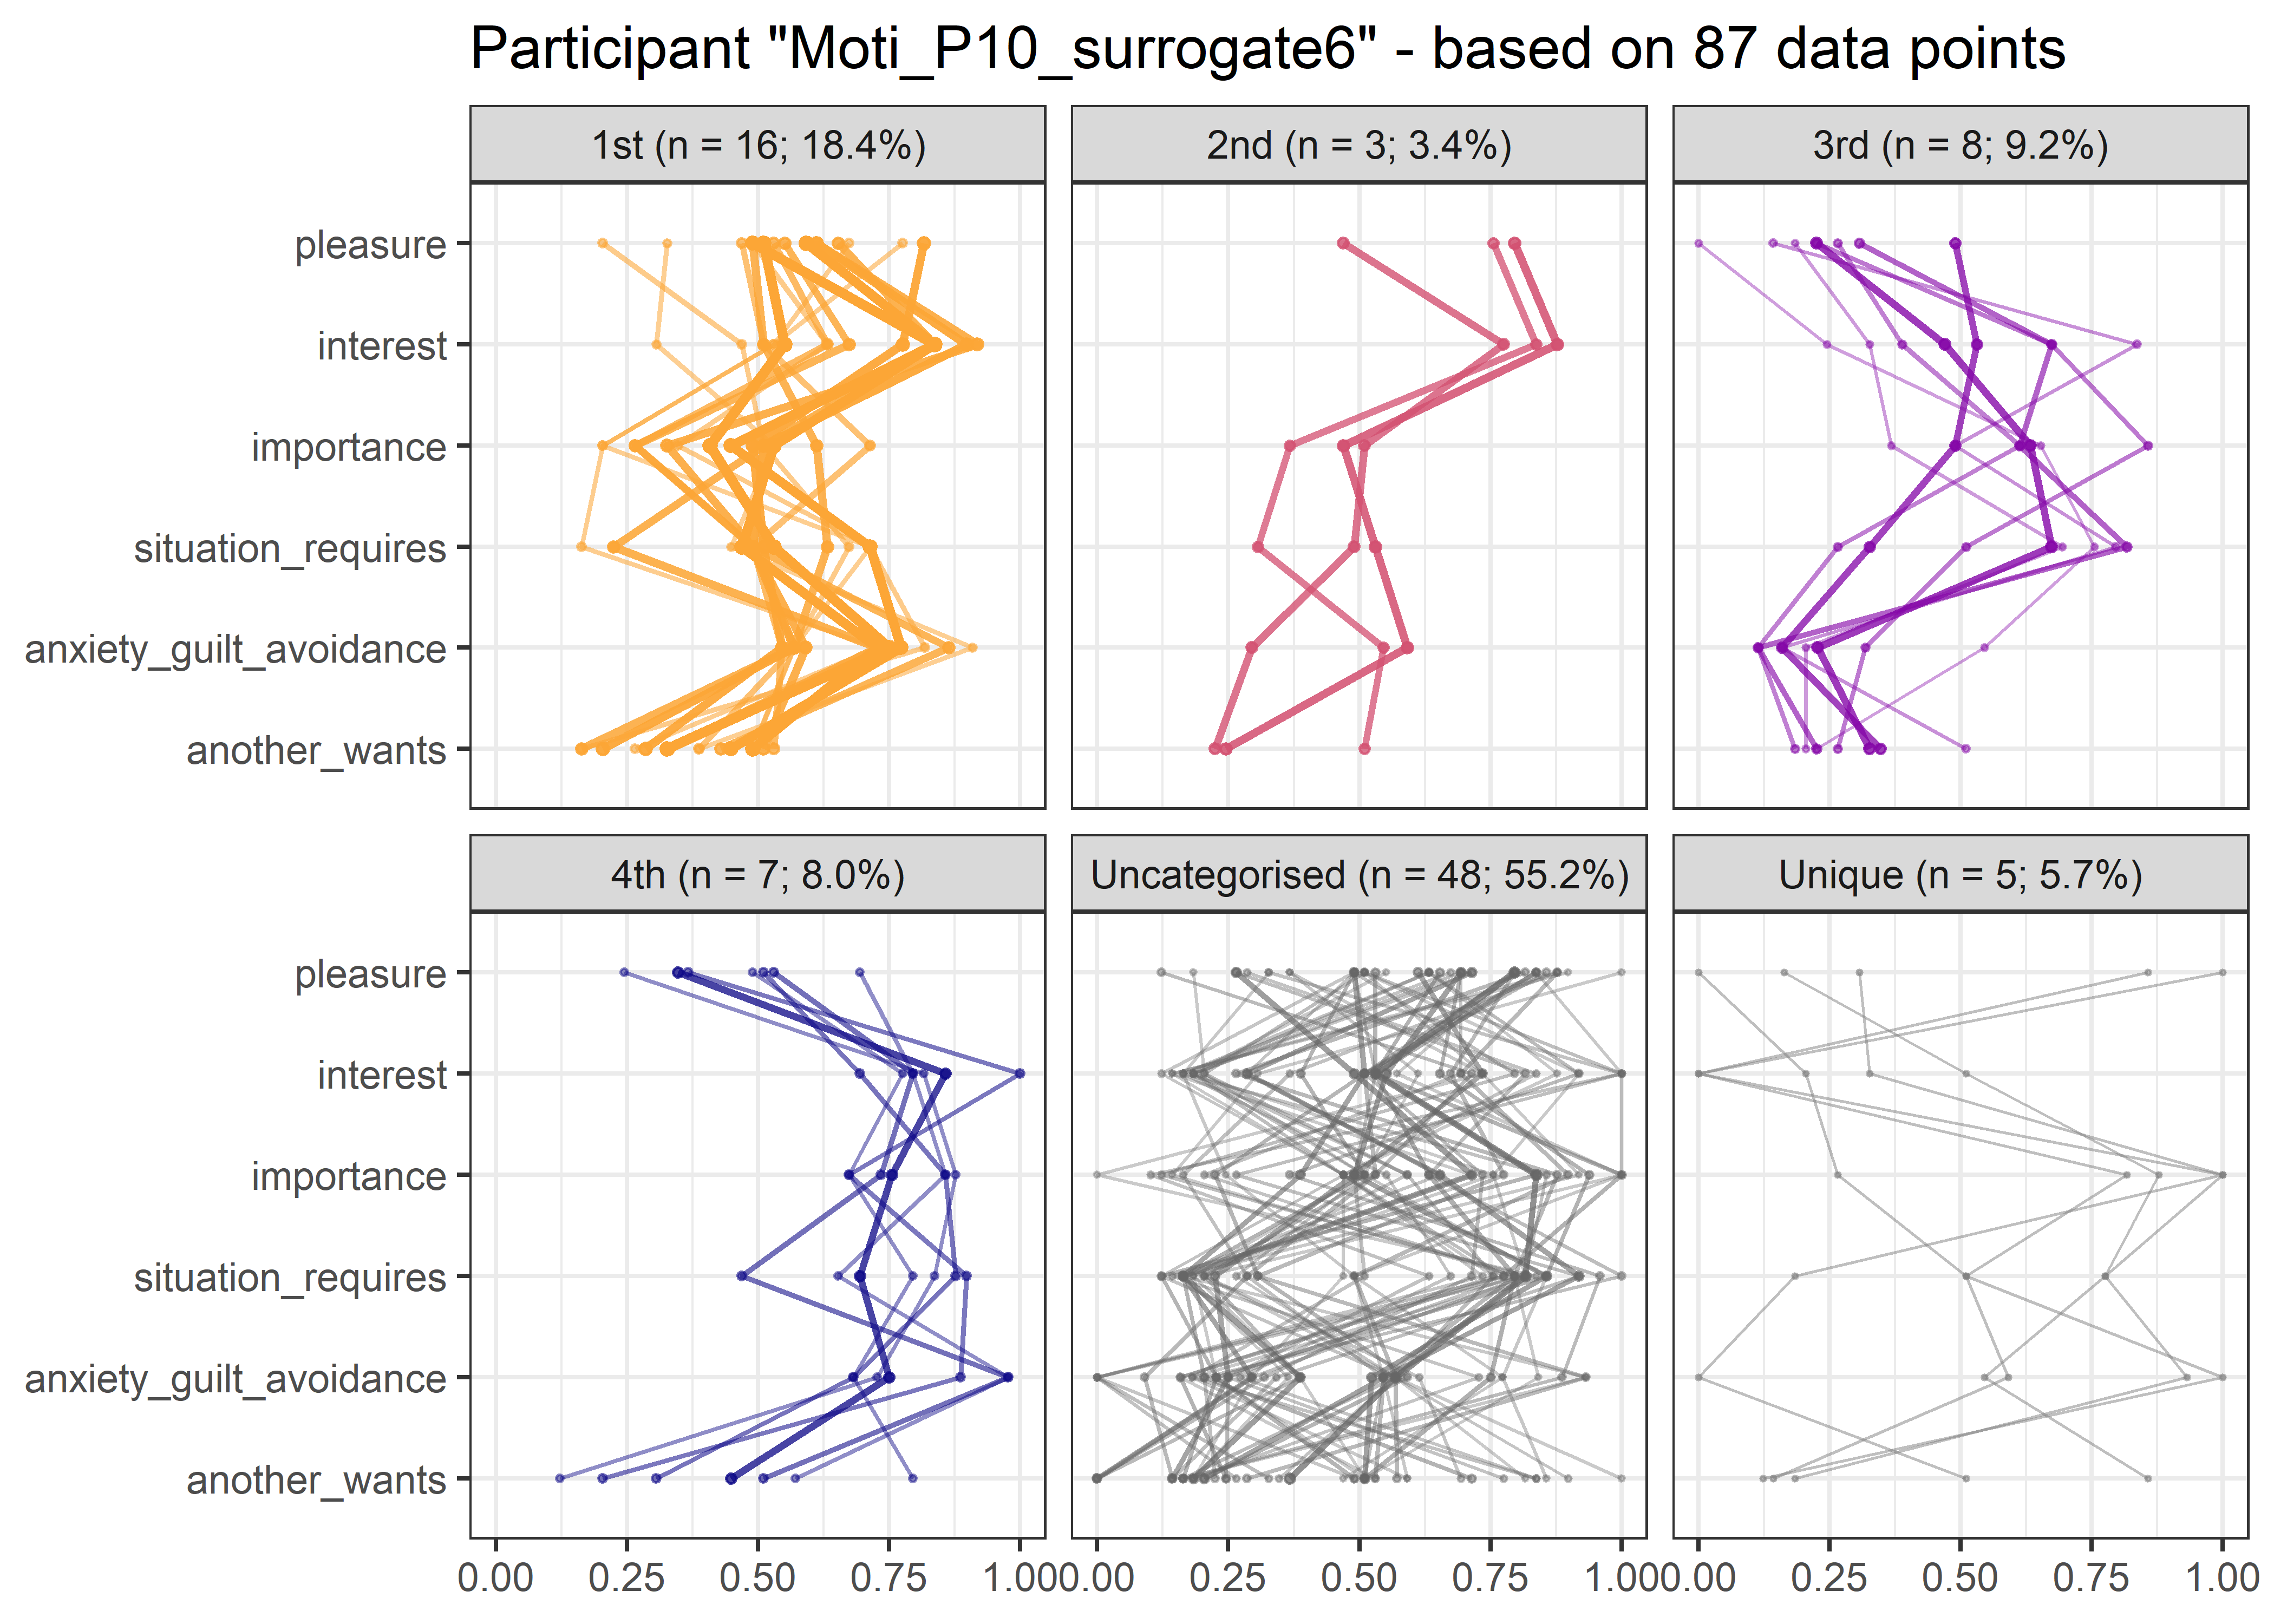 Participant "Moti_P10_surrogate6" - based on 87 data points
1st (n = 16; 18.4%)
2nd (n = 3; 3.4%)
3rd (n = 8; 9.2%)
pleasure
interest
importance
situation_requires
anxiety_guilt_avoidance
another_wants
4th (n = 7; 8.0%)
Uncategorised (n = 48; 55.2%)
Unique (n = 5; 5.7%)
pleasure
interest
importance
situation_requires
anxiety_guilt_avoidance
another_wants
0.00 0.25 0.50 0.75 1.00
0.00 0.25 0.50 0.75 1.00
0.00 0.25 0.50 0.75 1.00